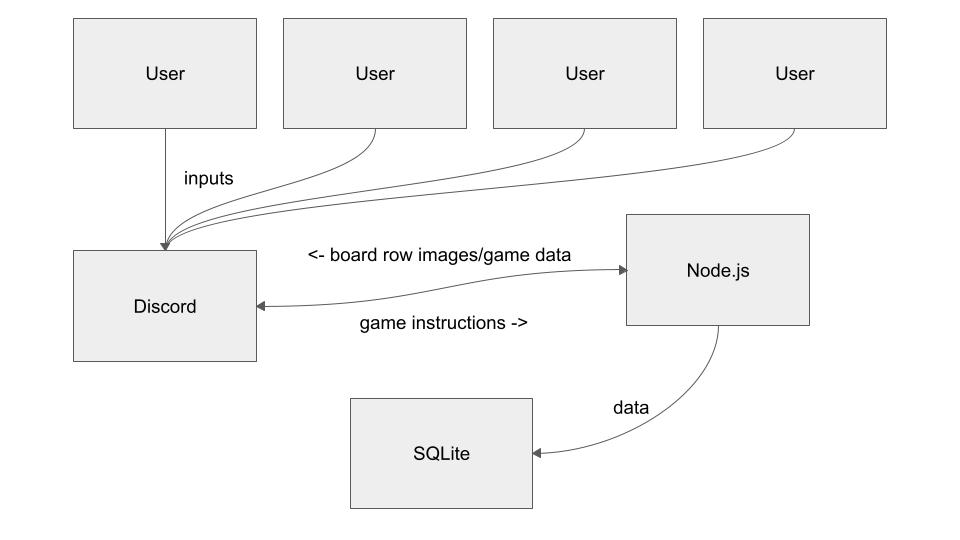 User
User
User
User
inputs
<- board row images/game data
Node.js
Discord
game instructions ->
data
SQLite